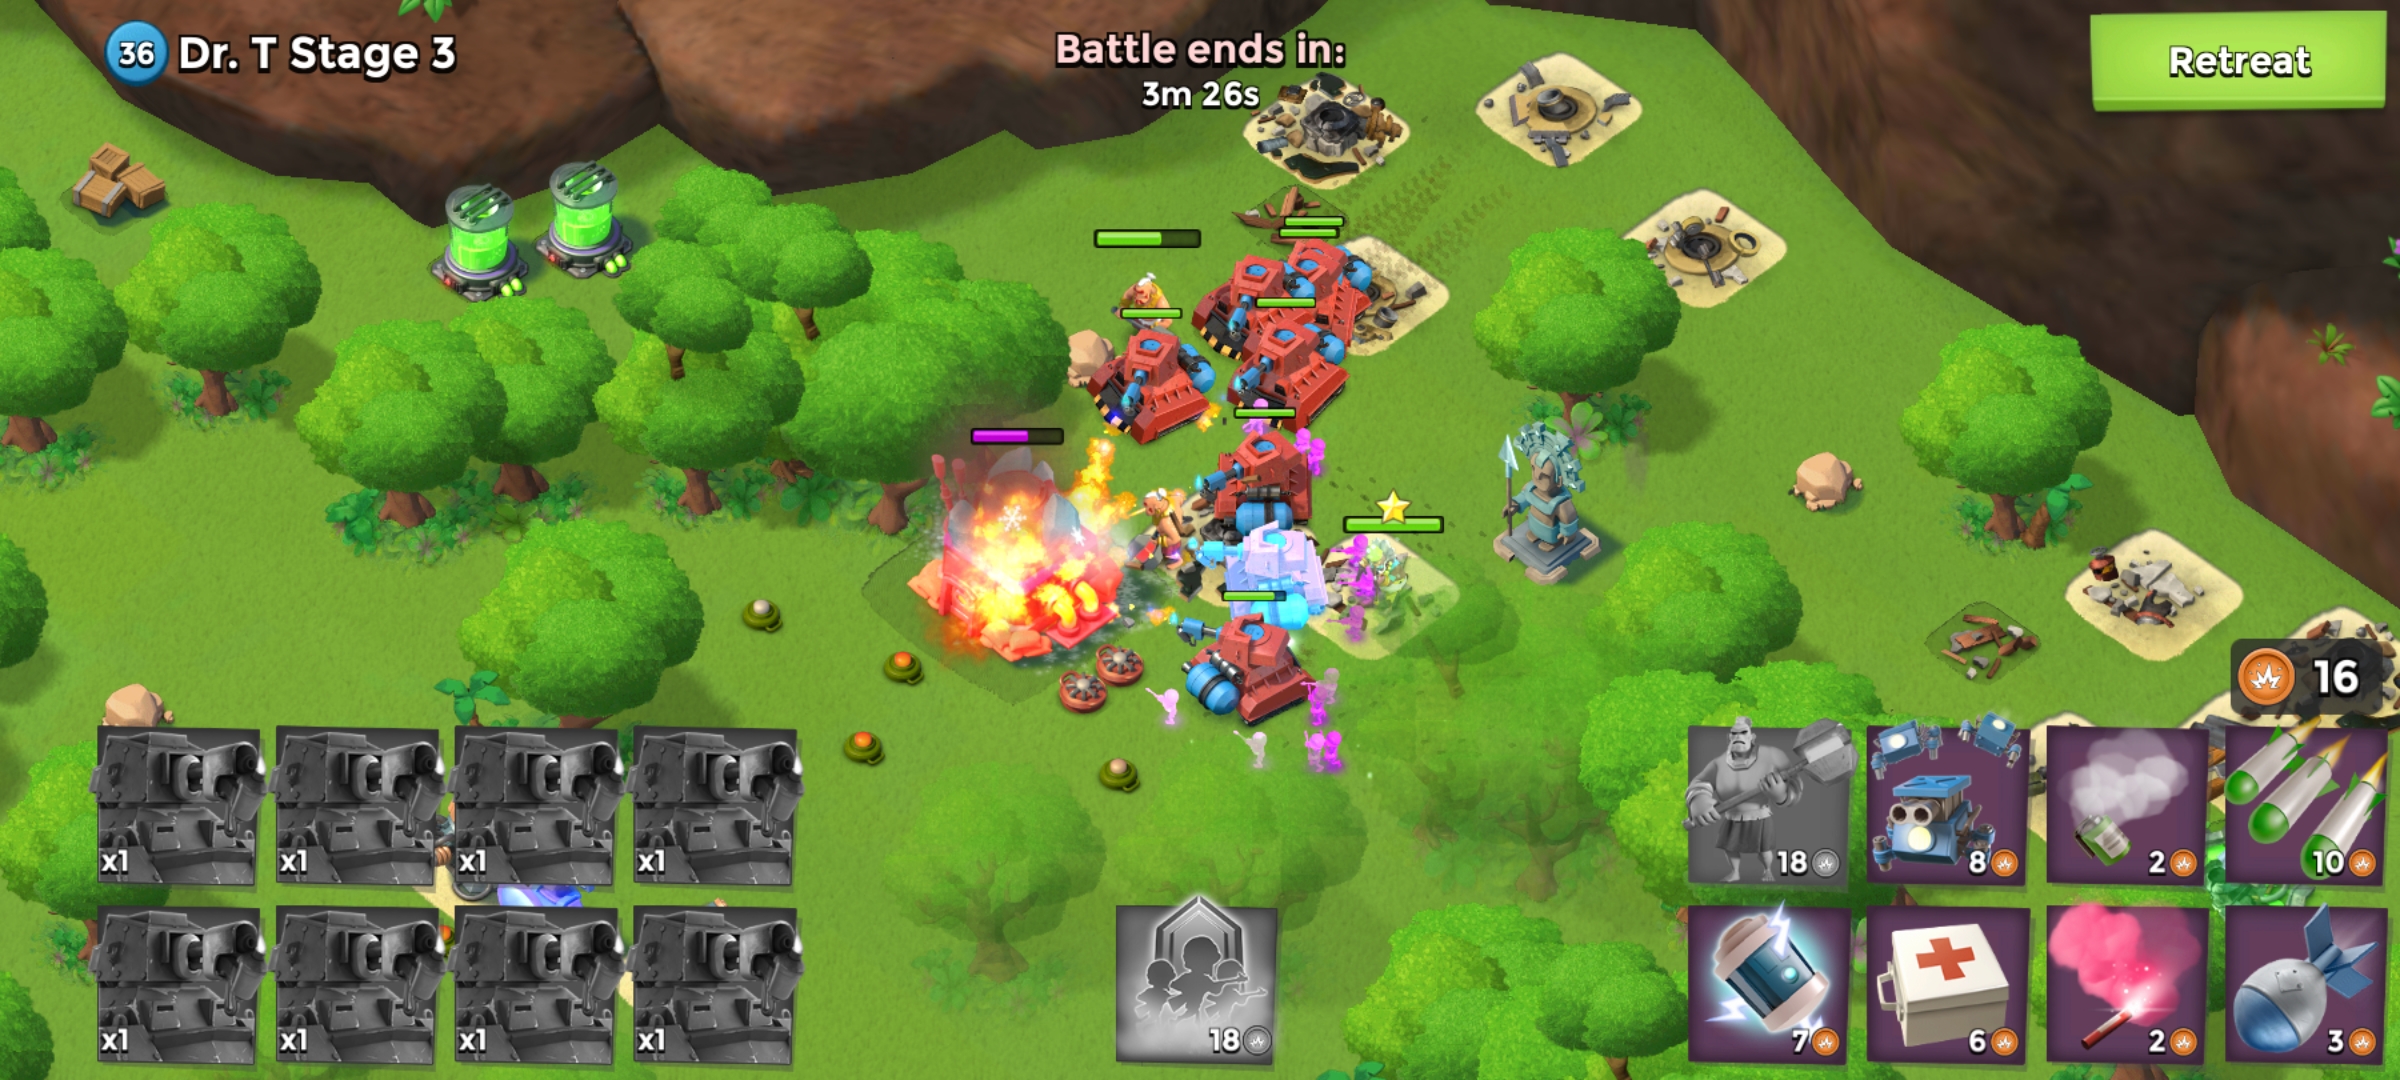 36 Dr. T Stage 3
Battle ends in:
3m 26s
Retreat
16
x1 x1 x1 x1
18 8 2 10
x1 x1 x1 x1
18
7 6 2 3